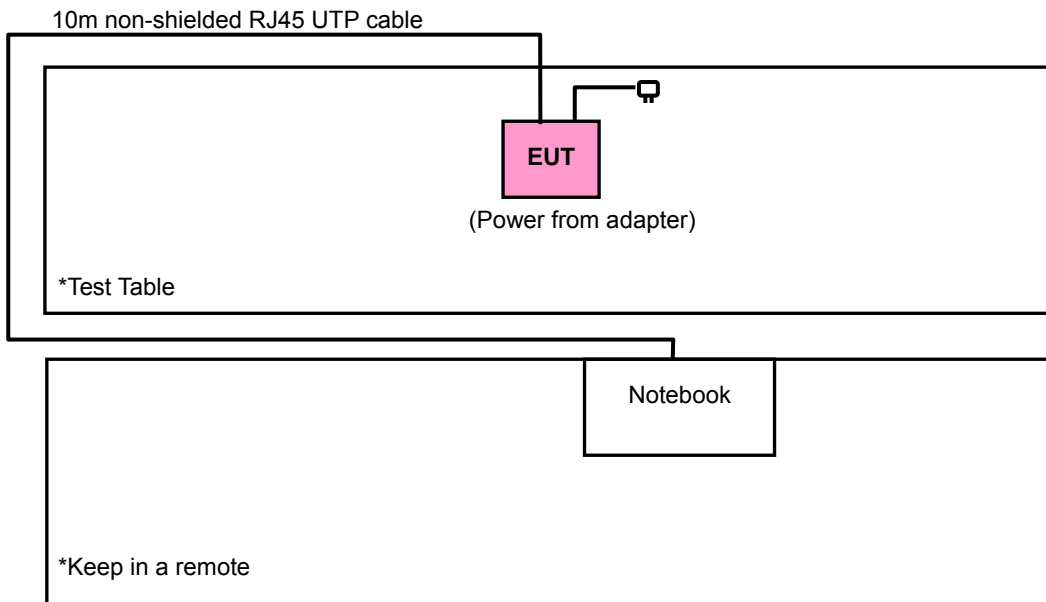 10m non-shielded RJ45 UTP cable
EUT
(Power from adapter)
*Test Table
Notebook
*Keep in a remote